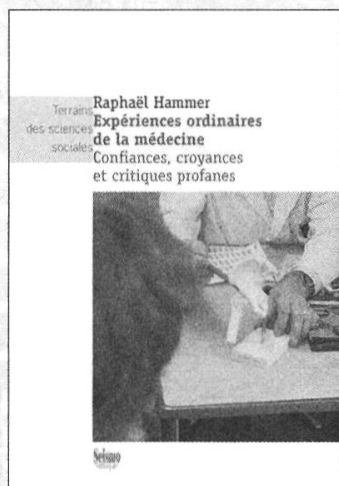 Terrains
des sciences
sociales
Raphaël Hammer
Expériences ordinaires
de la médecine
Confiances, croyances
et critiques profanes
Seismo